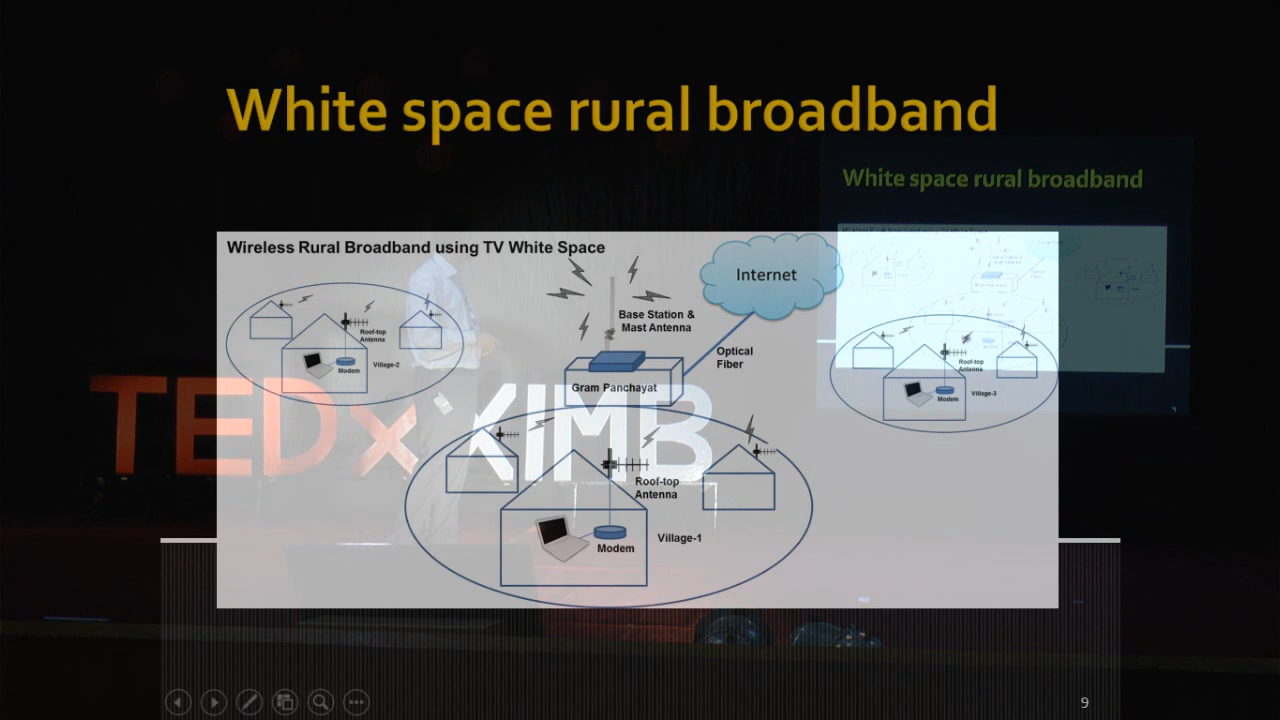 White space rural broadband
White space rural broadband
Wireless Rural Broadband using TV White Space
Internet
Base Station &
Mast Antenna
Optical
Fiber
Gram Panchayat
Roof-top
Antenna
Modem
Village-2
Roof-top
Antenna
Modem
Village-3
TEDx XIMB
Roof-top
Antenna
Modem
Village-1
9